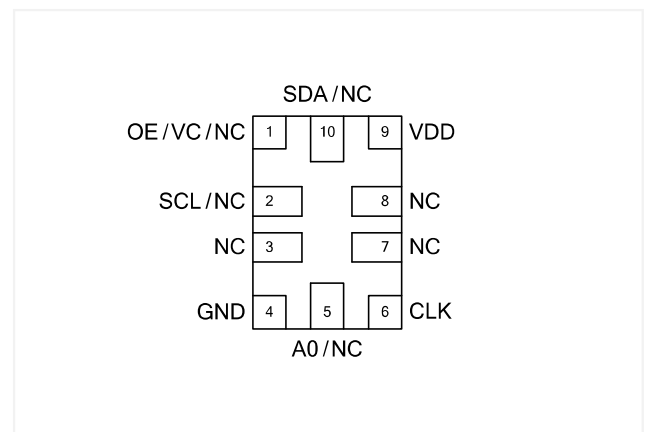 SDA/NC
OE/VC/NC 1 10 9 VDD
SCL/NC 2 8 NC
NC 3 7 NC
GND 4 5 6 CLK
A0/NC